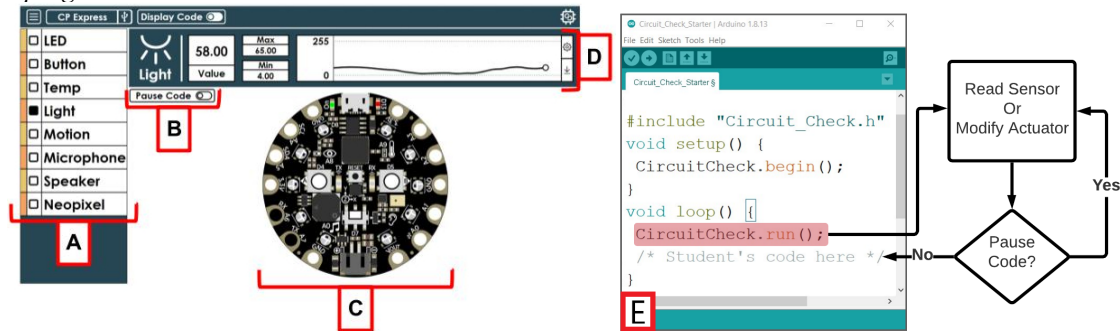 CP Express
Display Code
LED
Button
Temp
Light
Motion
Microphone
Speaker
Neopixel
A
Light
58.00
Value
Max
65.00
Min
4.00
255
0
D
Pause Code
B
C
Circuit_Check_Starter | Arduino 1.8.13
File Edit Sketch Tools Help
Circuit_Check_Starter §
#include "Circuit_Check.h"
void setup() {
CircuitCheck.begin();
}
void loop() {
CircuitCheck.run();
/* Student's code here */
}
E
Read Sensor
Or
Modify Actuator
Yes
Pause
Code?
No